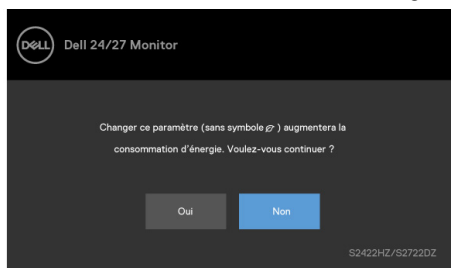 DELL
Dell 24/27 Monitor
Changer ce paramètre (sans symbole ) augmentera la
consommation d'énergie. Voulez-vous continuer ?
Oui
Non
S2422HZ/S2722DZ